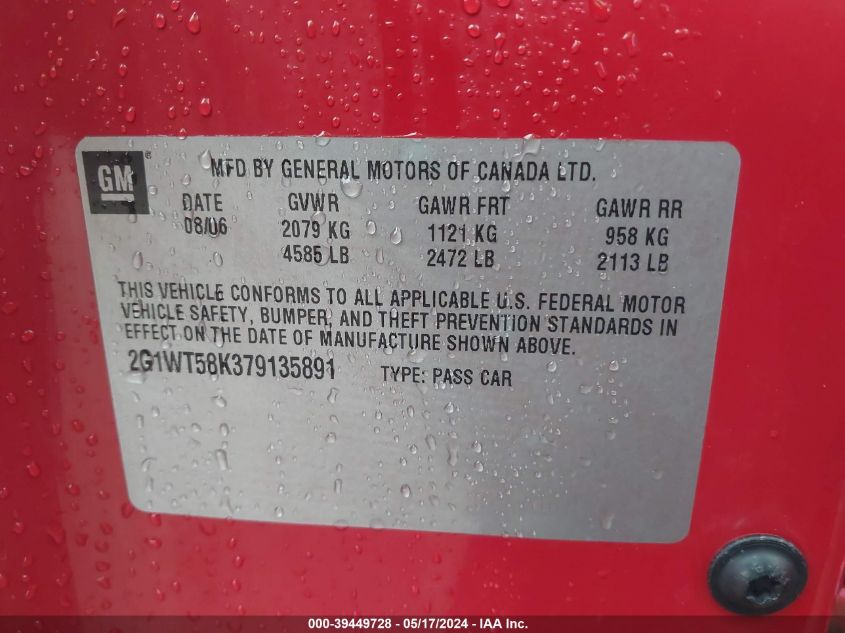 GM ®
MFD BY GENERAL MOTORS OF CANADA LTD.
DATE GVWR GAWR FRT GAWR RR
08/06 2079 KG 1121 KG 958 KG
4585 LB 2472 LB 2113 LB
THIS VEHICLE CONFORMS TO ALL APPLICABLE U.S. FEDERAL MOTOR
VEHICLE SAFETY, BUMPER, AND THEFT PREVENTION STANDARDS IN
EFFECT ON THE DATE OF MANUFACTURE SHOWN ABOVE.
2G1WT58K379135891 TYPE: PASS CAR
000-39449728 - 05/17/2024 - IAA Inc.